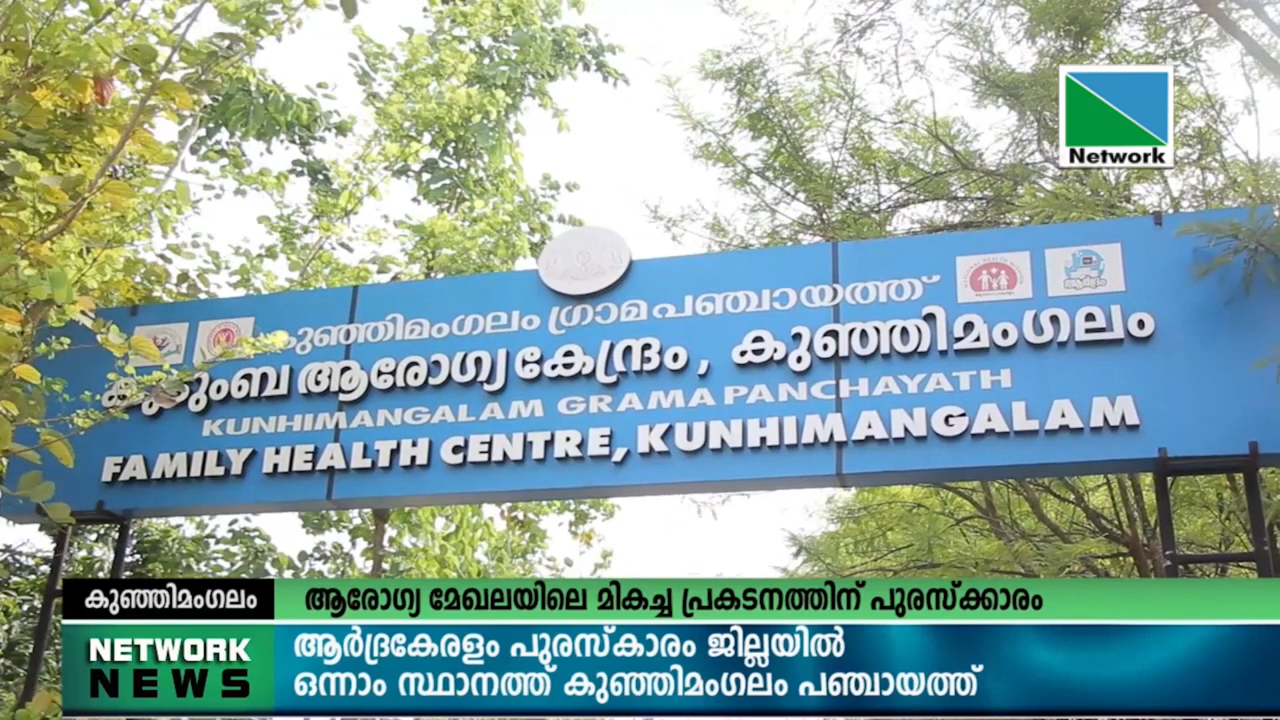 Network
കുഞ്ഞിമംഗലം ഗ്രാമപഞ്ചായത്ത്
കുടുംബ ആരോഗ്യ കേന്ദ്രം, കുഞ്ഞിമംഗലം
KUNHIMANGALAM GRAMA PANCHAYATH
FAMILY HEALTH CENTRE, KUNHIMANGALAM
കുഞ്ഞിമംഗലം
ആരോഗ്യ മേഖലയിലെ മികച്ച പ്രകടനത്തിന് പുരസ്ക്കാരം
NETWORK
NEWS
ആർദ്രകേരളം പുരസ്കാരം ജില്ലയിൽ
ഒന്നാം സ്ഥാനത്ത് കുഞ്ഞിമംഗലം പഞ്ചായത്ത്